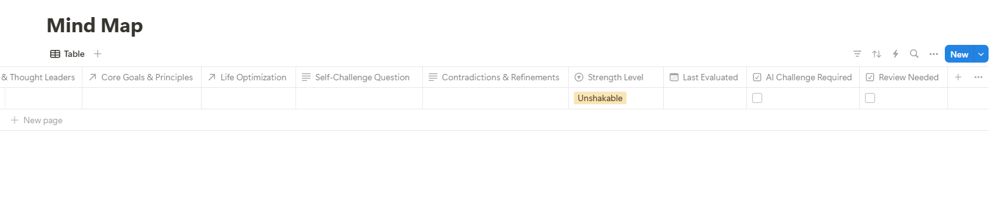 Mind Map
Table
New
& Thought Leaders Core Goals & Principles Life Optimization Self-Challenge Question Contradictions & Refinements Strength Level Last Evaluated AI Challenge Required Review Needed
Unshakable
New page